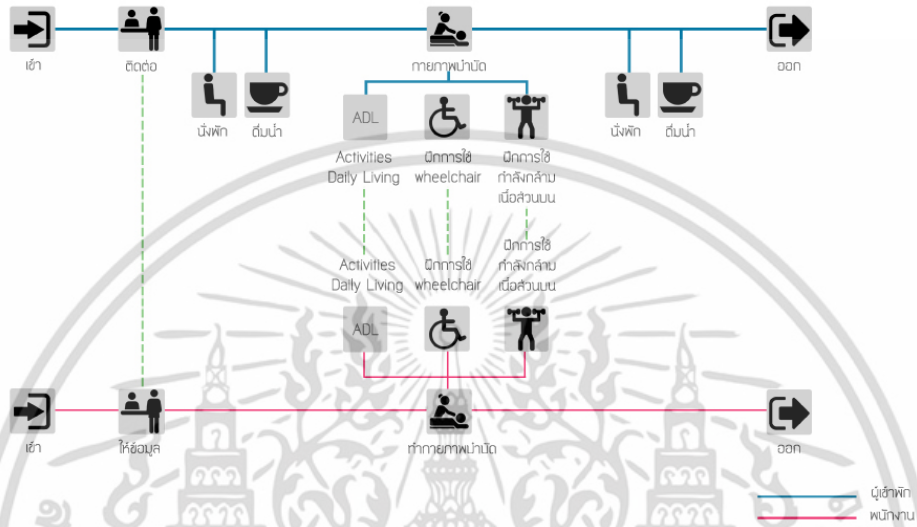 เข้า
ติดต่อ
กายภาพบำบัด
ออก
นั่งพัก
ดื่มน้ำ
นั่งพัก
ดื่มน้ำ
ADL
Activities
Daily Living
ฝึกการใช้
wheelchair
ฝึกการใช้
กำลังกล้าม
เนื้อส่วนบน
Activities
Daily Living
ฝึกการใช้
wheelchair
ฝึกการใช้
กำลังกล้าม
เนื้อส่วนบน
ADL
เข้า
ให้ข้อมูล
ทำกายภาพบำบัด
ออก
ผู้เข้าพัก
พนักงาน